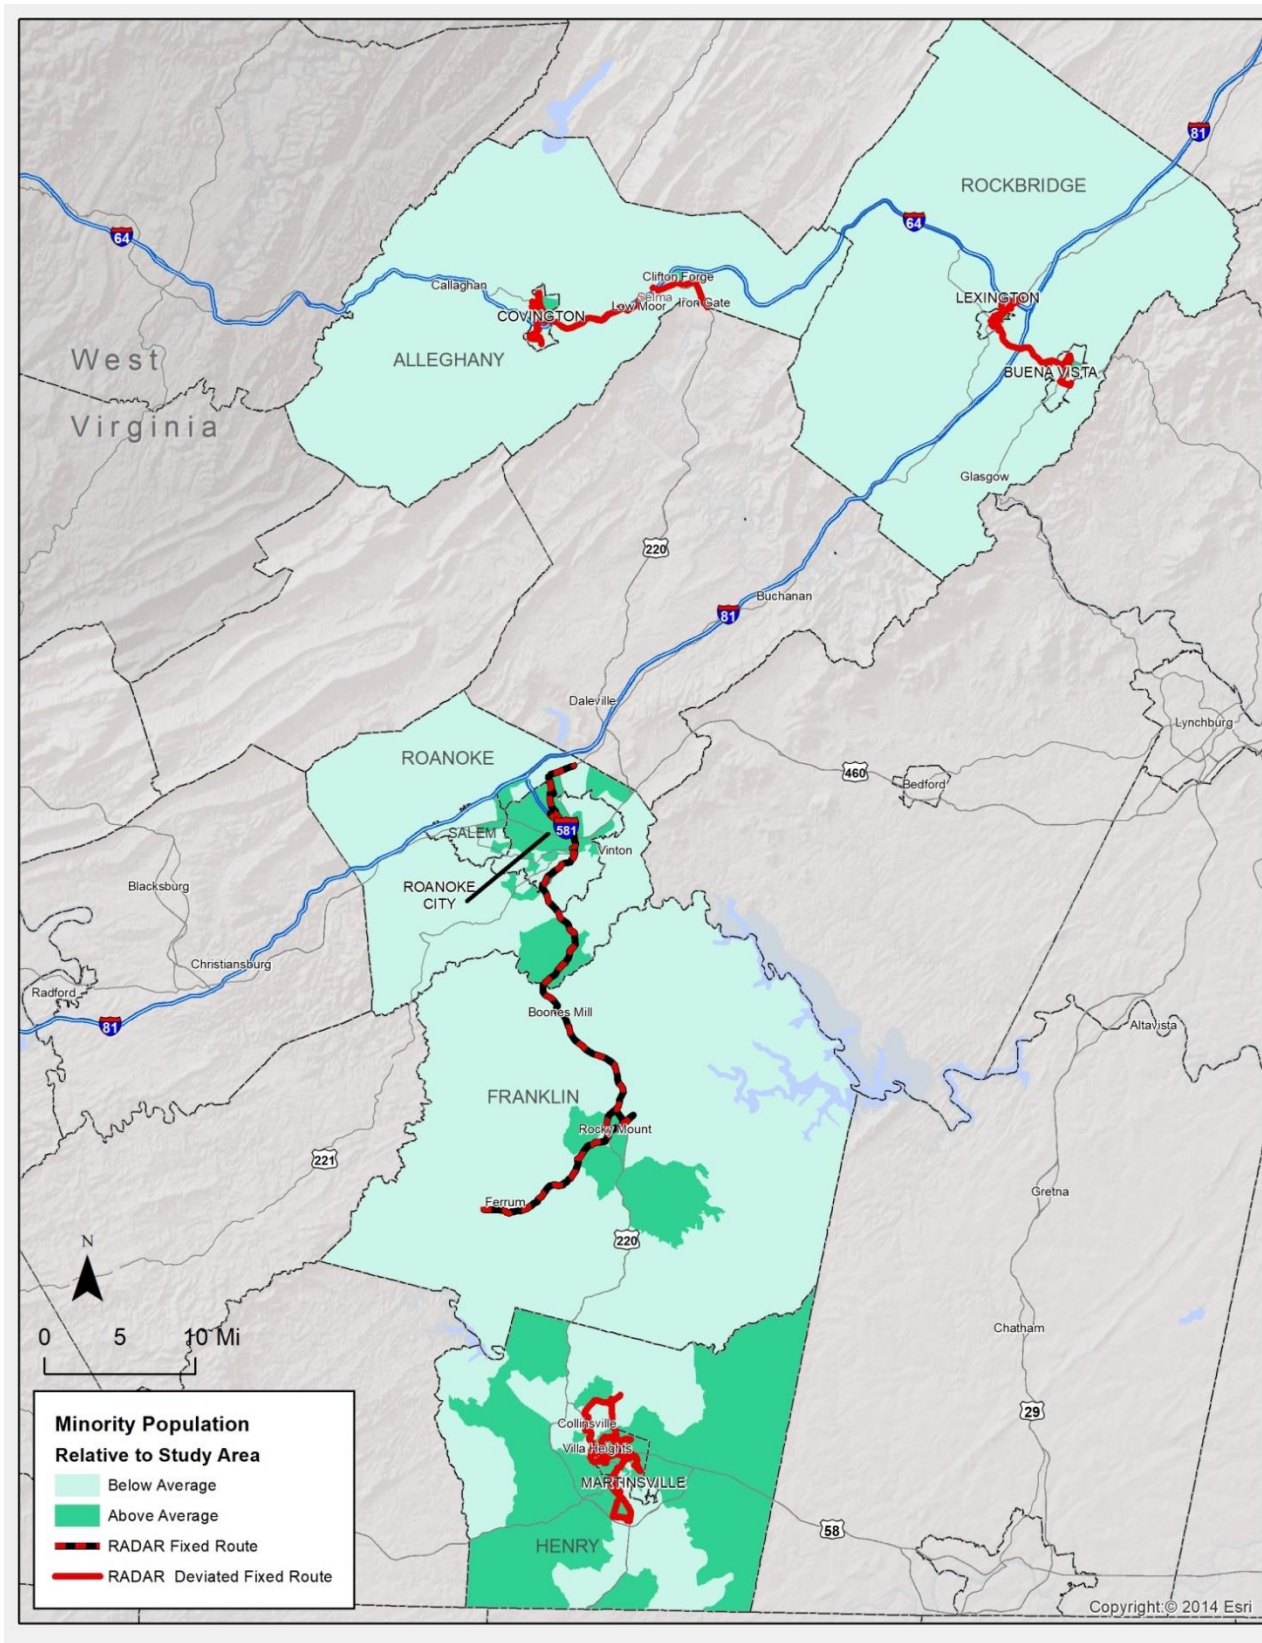 81
ROCKBRIDGE
64
64
Clifton Forge
Callaghan
Selma
LEXINGTON
Low Moor
Iron Gate
COVINGTON
West
ALLEGHANY
BUENA VISTA
Virginia
Glasgow
220
Buchanan
81
Daleville
Lynchburg
ROANOKE
460
Bedford
581
SALEM
Vinton
Blacksburg
ROANOKE
CITY
Christiansburg
Radford
Boones Mill
81
Altavista
FRANKLIN
Rocky Mount
221
Gretna
Ferrum
220
N
Chatham
0 5 10 Mi
Minority Population
Relative to Study Area
Below Average
Above Average
RADAR Fixed Route
RADAR Deviated Fixed Route
29
Collinsville
Villa Heights
MARTINSVILLE
58
HENRY
Copyright:© 2014 Esri